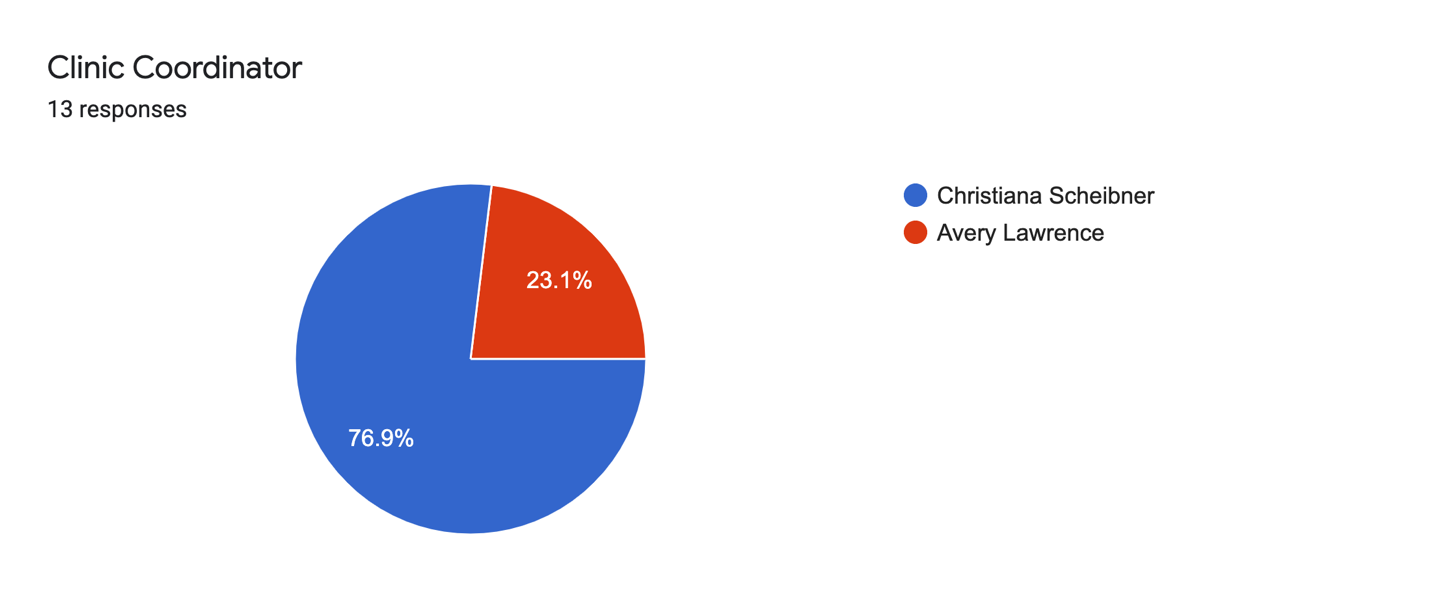 Clinic Coordinator
13 responses
Christiana Scheibner
Avery Lawrence
23.1%
76.9%